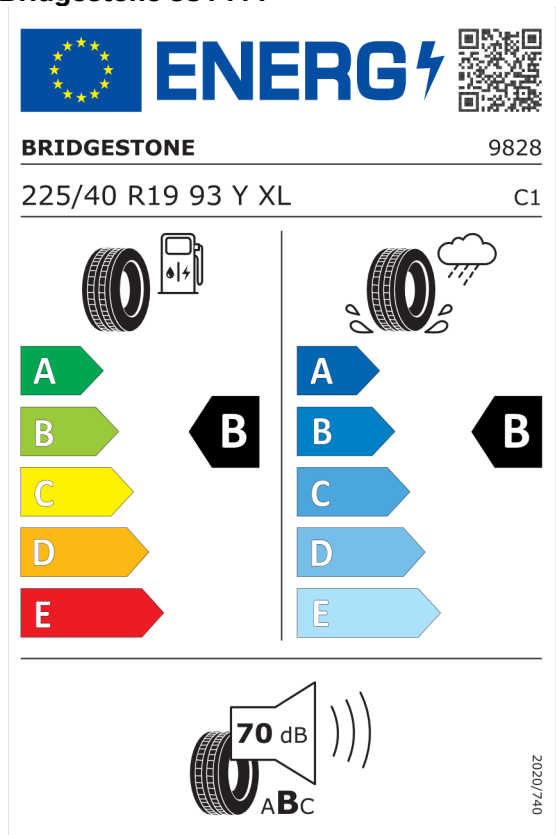 ENERG
BRIDGESTONE 9828
225/40 R19 93 Y XL C1
A A
B B B B
C C
D D
E E
70 dB
ABC
2020/740